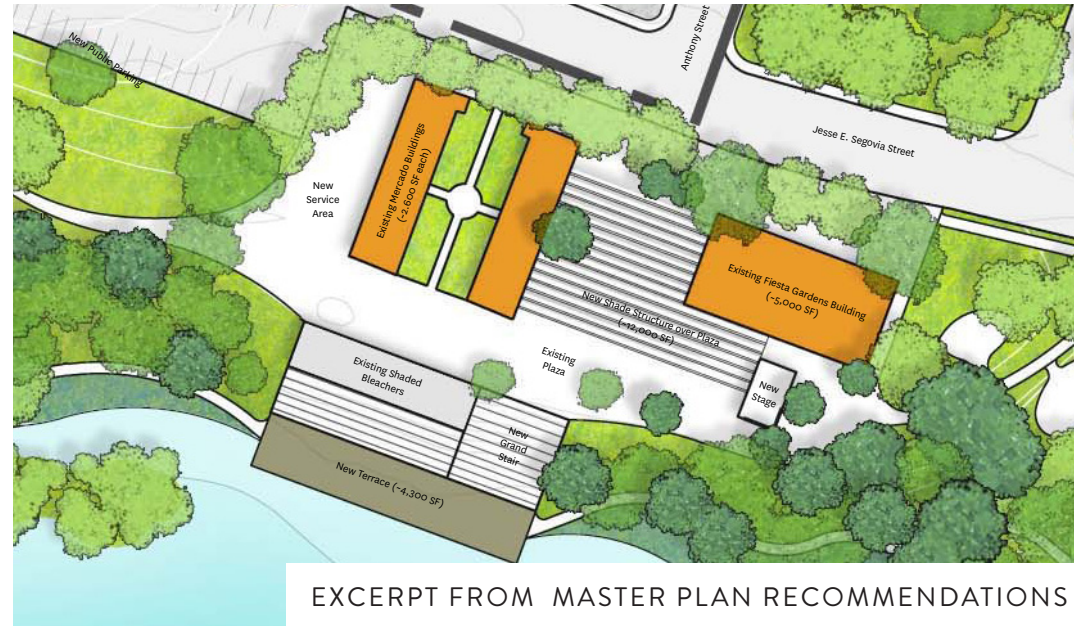 New Public Parking
Anthony Street
Jesse E. Segovia Street
New
Service
Area
Existing Mercado Buildings
(~2,600 SF each)
Existing Fiesta Gardens Building
(~5,000 SF)
New Shade Structure over Plaza
(~12,000 SF)
Existing
Plaza
New
Stage
Existing Shaded
Bleachers
New
Grand
Stair
New Terrace (~4,300 SF)
EXCERPT FROM MASTER PLAN RECOMMENDATIONS